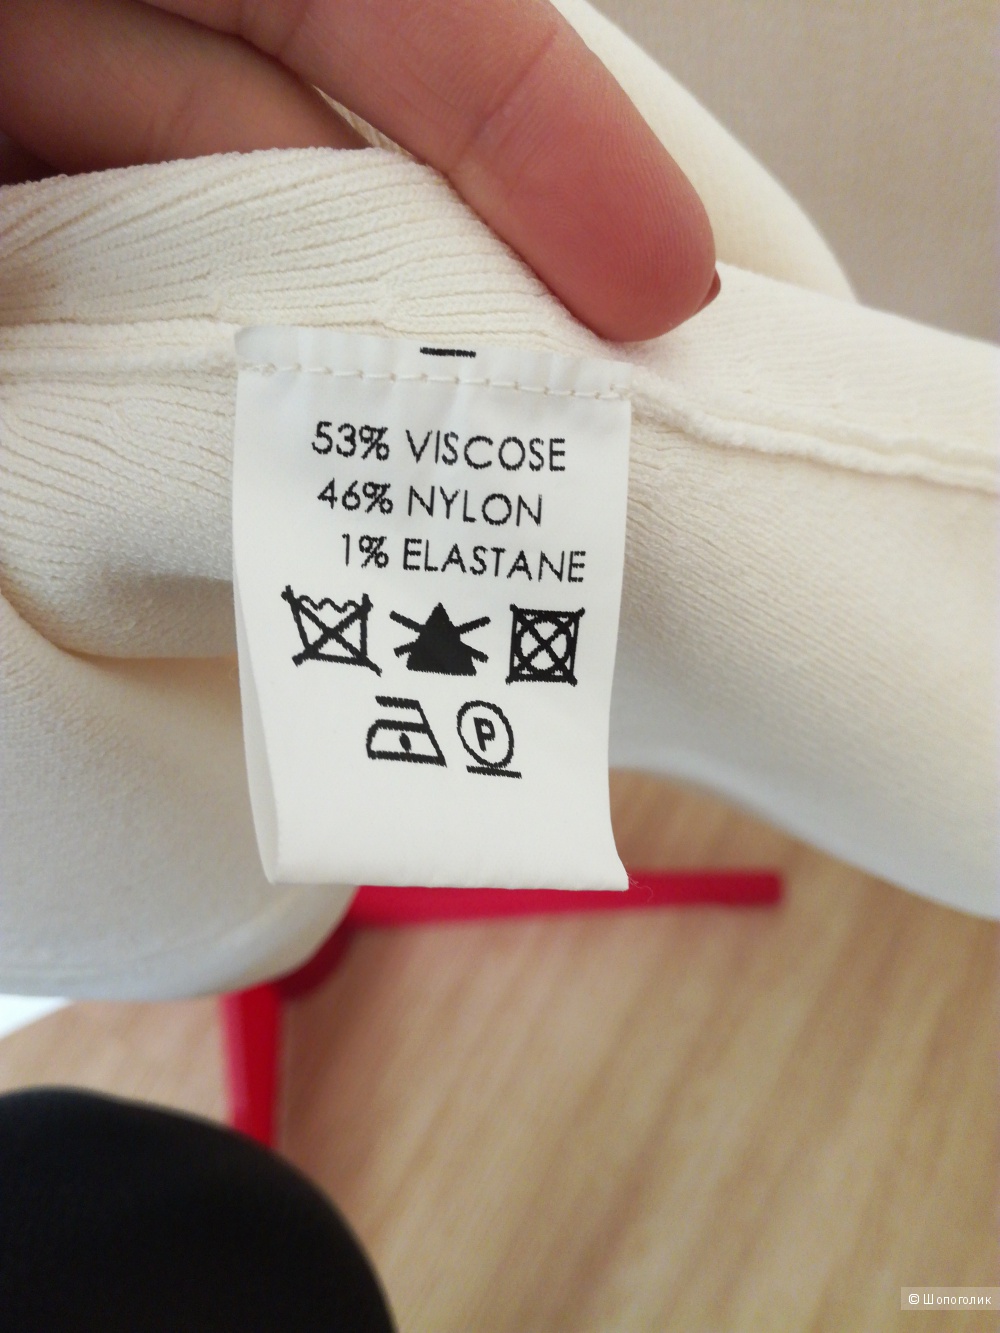 53% VISCOSE
46% NYLON
1% ELASTANE
P
© Шопоголик